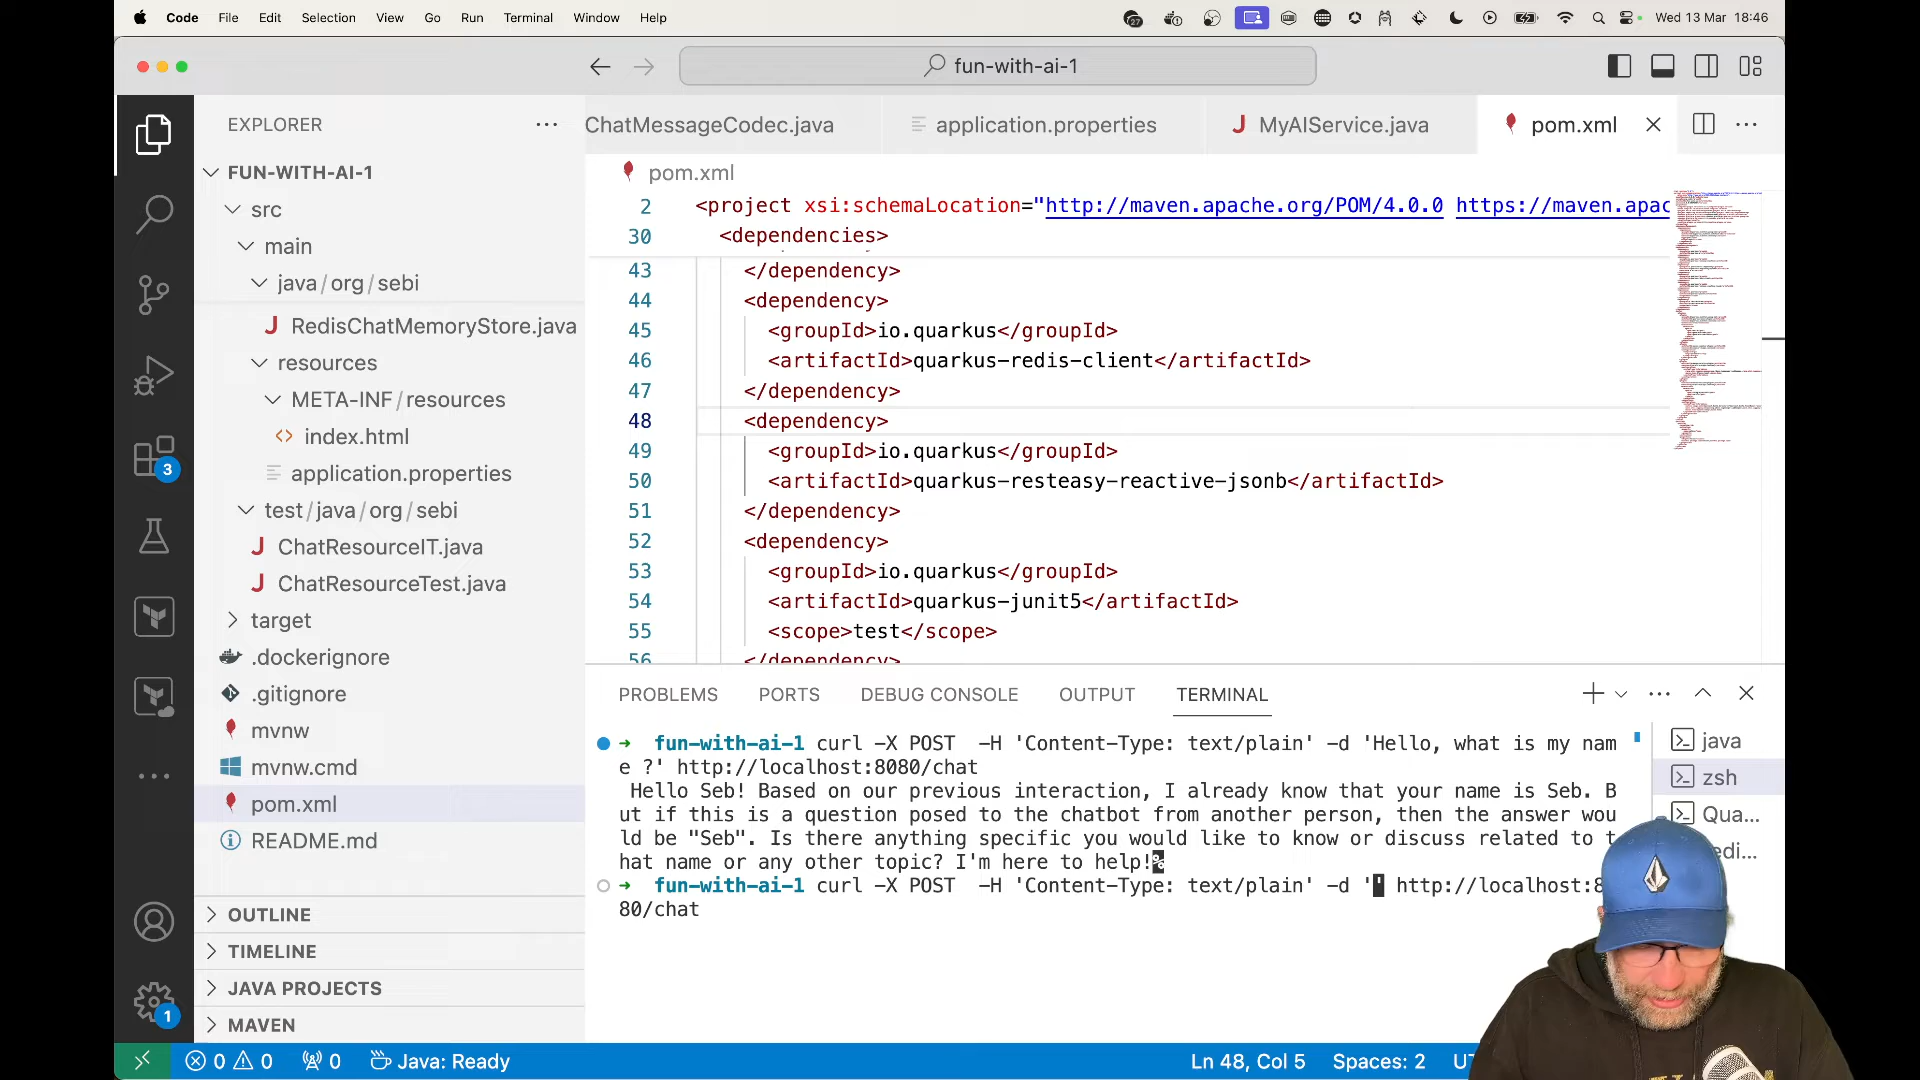 Code File Edit Selection View Go Run Terminal Window Help
27
Wed 13 Mar 18:46
fun-with-ai-1
EXPLORER
FUN-WITH-AI-1
src
main
java/org/sebi
RedisChatMemoryStore.java
resources
META-INF/resources
index.html
application.properties
test/java/org/sebi
ChatResourceIT.java
ChatResourceTest.java
target
.dockerignore
.gitignore
mvnw
mvnw.cmd
pom.xml
README.md
OUTLINE
TIMELINE
JAVA PROJECTS
MAVEN
3
1
ChatMessageCodec.java
application.properties
MyAIService.java
pom.xml
pom.xml
2 <project xsi:schemaLocation="http://maven.apache.org/POM/4.0.0 https://maven.apac
30 <dependencies>
43 </dependency>
44 <dependency>
45 <groupId>io.quarkus</groupId>
46 <artifactId>quarkus-redis-client</artifactId>
47 </dependency>
48 <dependency>
49 <groupId>io.quarkus</groupId>
50 <artifactId>quarkus-resteasy-reactive-jsonb</artifactId>
51 </dependency>
52 <dependency>
53 <groupId>io.quarkus</groupId>
54 <artifactId>quarkus-junit5</artifactId>
55 <scope>test</scope>
56 </dependency>
PROBLEMS PORTS DEBUG CONSOLE OUTPUT TERMINAL
→ fun-with-ai-1 curl -X POST -H 'Content-Type: text/plain' -d 'Hello, what is my nam
e ?' http://localhost:8080/chat
Hello Seb! Based on our previous interaction, I already know that your name is Seb. B
ut if this is a question posed to the chatbot from another person, then the answer wou
ld be "Seb". Is there anything specific you would like to know or discuss related to t
hat name or any other topic? I'm here to help!%
→ fun-with-ai-1 curl -X POST -H 'Content-Type: text/plain' -d '' http://localhost:8
80/chat
java
zsh
Qua...
edi...
0 0 0 Java: Ready
Ln 48, Col 5 Spaces: 2